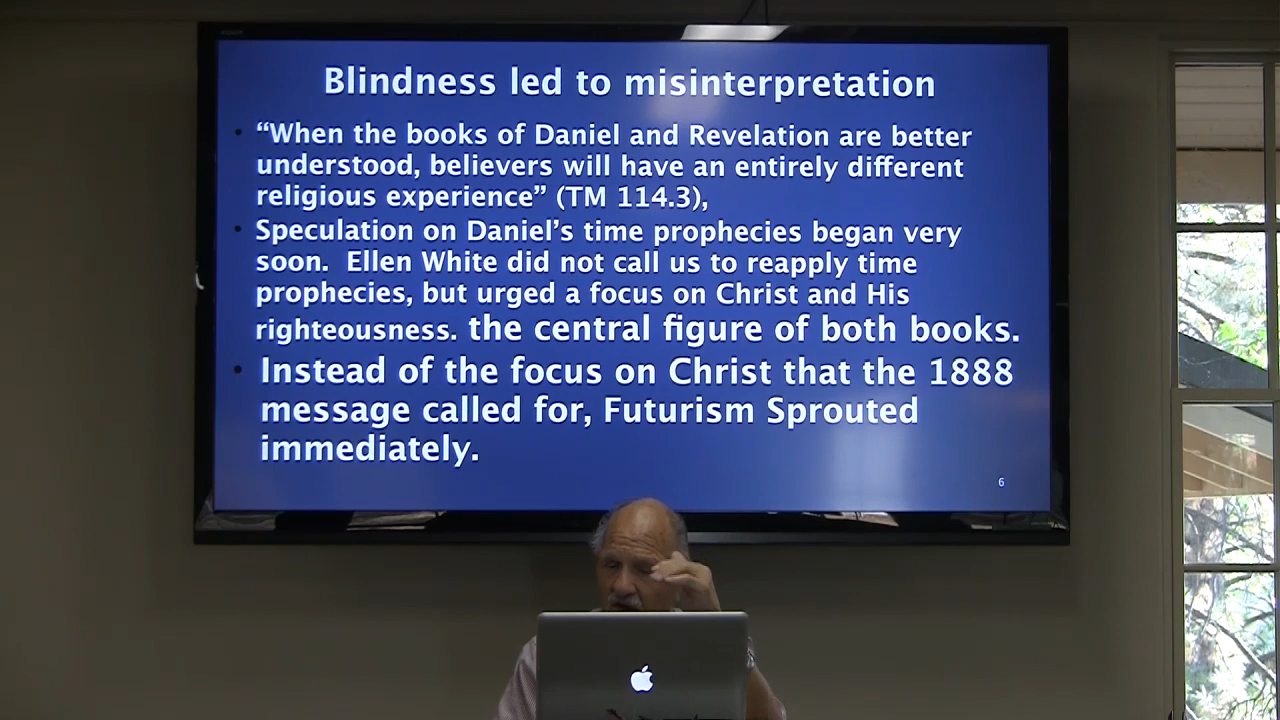 Blindness led to misinterpretation
• “When the books of Daniel and Revelation are better
understood, believers will have an entirely different
religious experience” (TM 114.3),
• Speculation on Daniel’s time prophecies began very
soon.  Ellen White did not call us to reapply time
prophecies, but urged a focus on Christ and His
righteousness. the central figure of both books.
• Instead of the focus on Christ that the 1888
message called for, Futurism Sprouted
immediately.
6